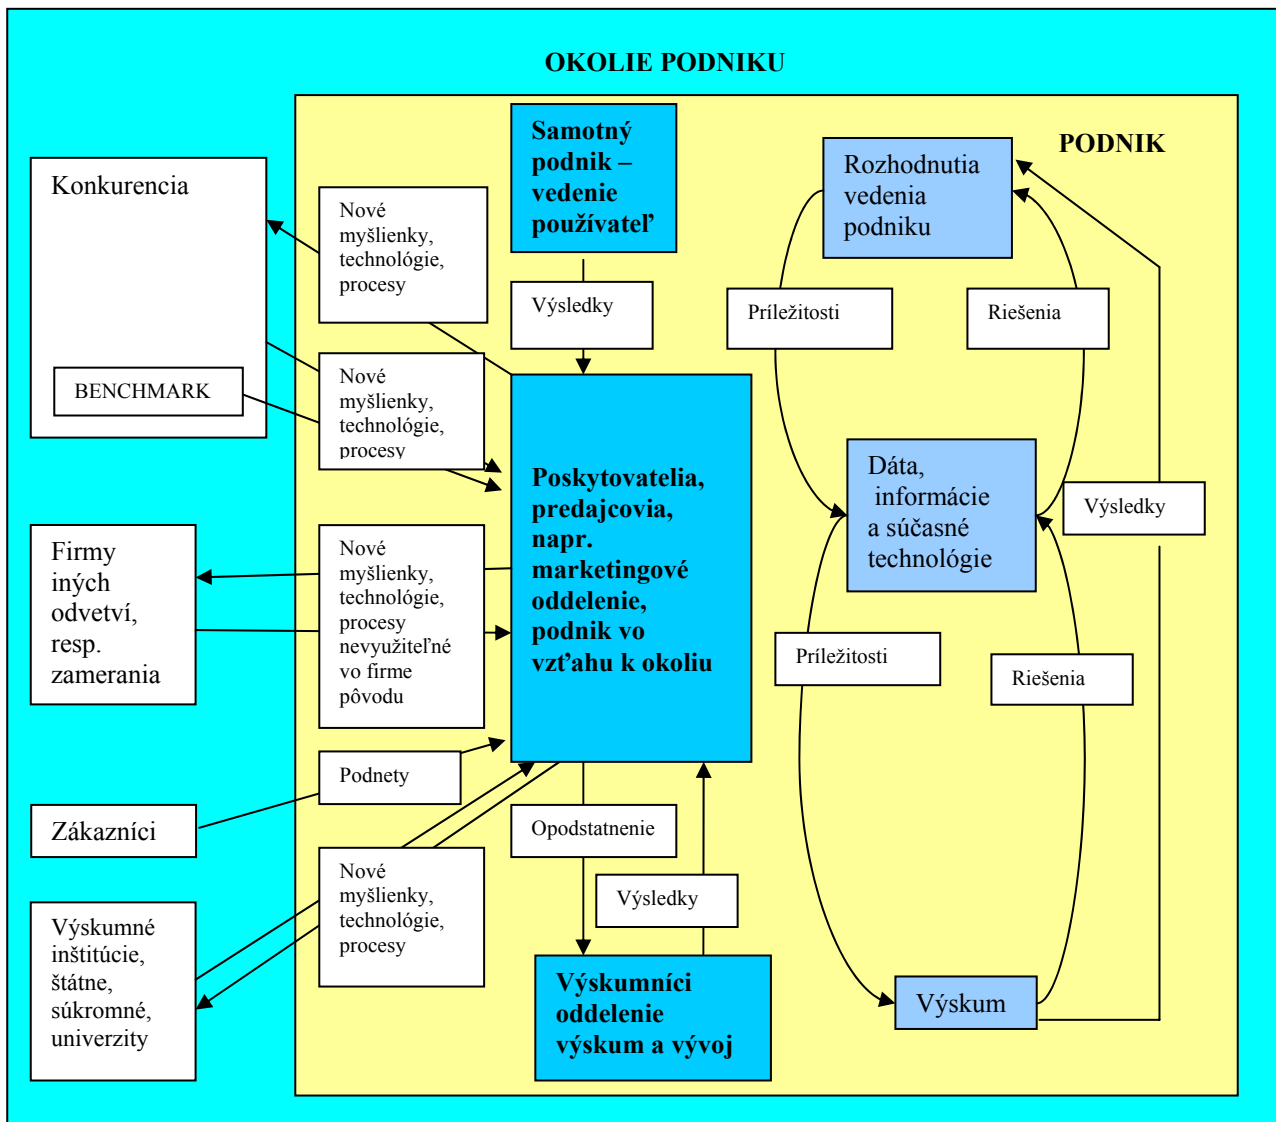 OKOLIE PODNIKU
PODNIK
Konkurencia
BENCHMARK
Firmy
iných
odvetví,
resp.
zamerania
Zákazníci
Výskumné
inštitúcie,
štátne,
súkromné,
univerzity
Nové
myšlienky,
technológie,
procesy
Nové
myšlienky,
technológie,
procesy
Nové
myšlienky,
technológie,
procesy
nevyužiteľné
vo firme
pôvodu
Podnety
Nové
myšlienky,
technológie,
procesy
Samotný
podnik –
vedenie
používateľ
Výsledky
Poskytovatelia,
predajcovia,
napr.
marketingové
oddelenie,
podnik vo
vzťahu k okoliu
Opodstatnenie
Výsledky
Výskumníci
oddelenie
výskum a vývoj
Rozhodnutia
vedenia
podniku
Príležitosti
Riešenia
Dáta,
informácie
a súčasné
technológie
Výsledky
Príležitosti
Riešenia
Výskum